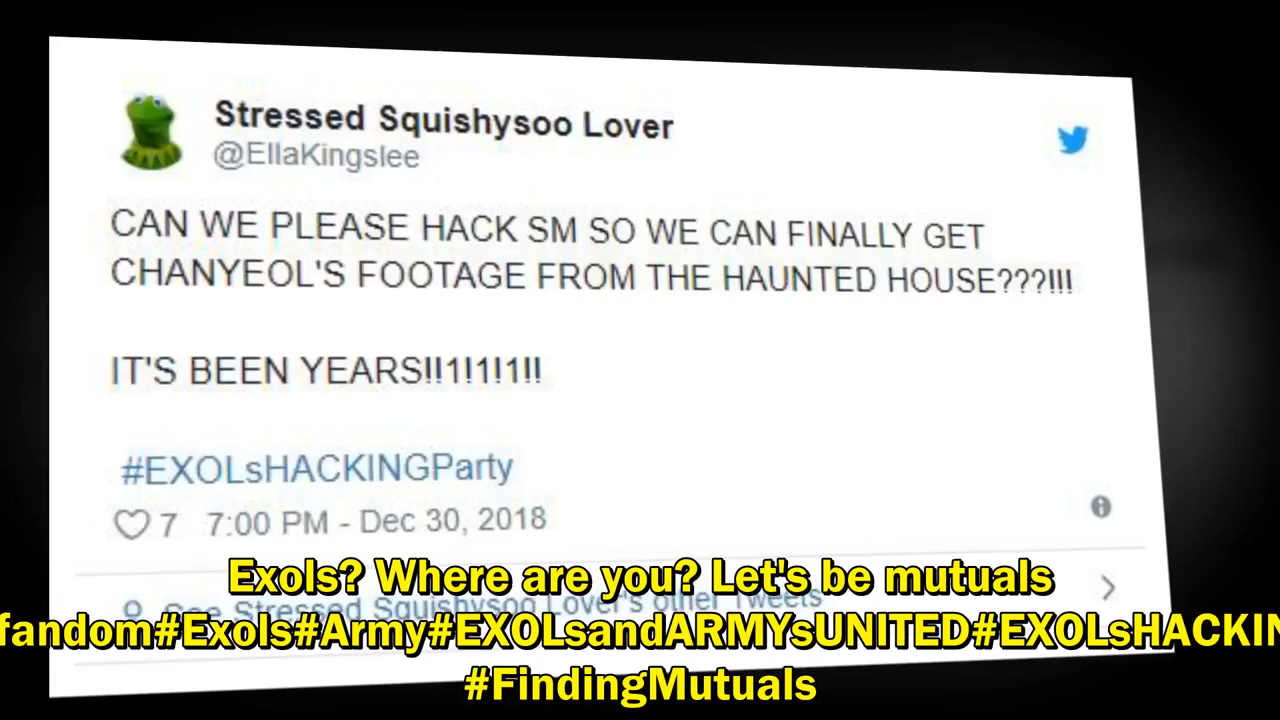 Stressed Squishysoo Lover
@EllaKingslee
CAN WE PLEASE HACK SM SO WE CAN FINALLY GET
CHANYEOL'S FOOTAGE FROM THE HAUNTED HOUSE???!!!
IT'S BEEN YEARS!!1!1!1!!
#EXOLsHACKINGParty
7 7:00 PM - Dec 30, 2018
See Stressed Squishysoo Lover's other Tweets
Exols? Where are you? Let's be mutuals
fandom#Exols#Army#EXOLsandARMYsUNITED#EXOLsHACKIN
#FindingMutuals